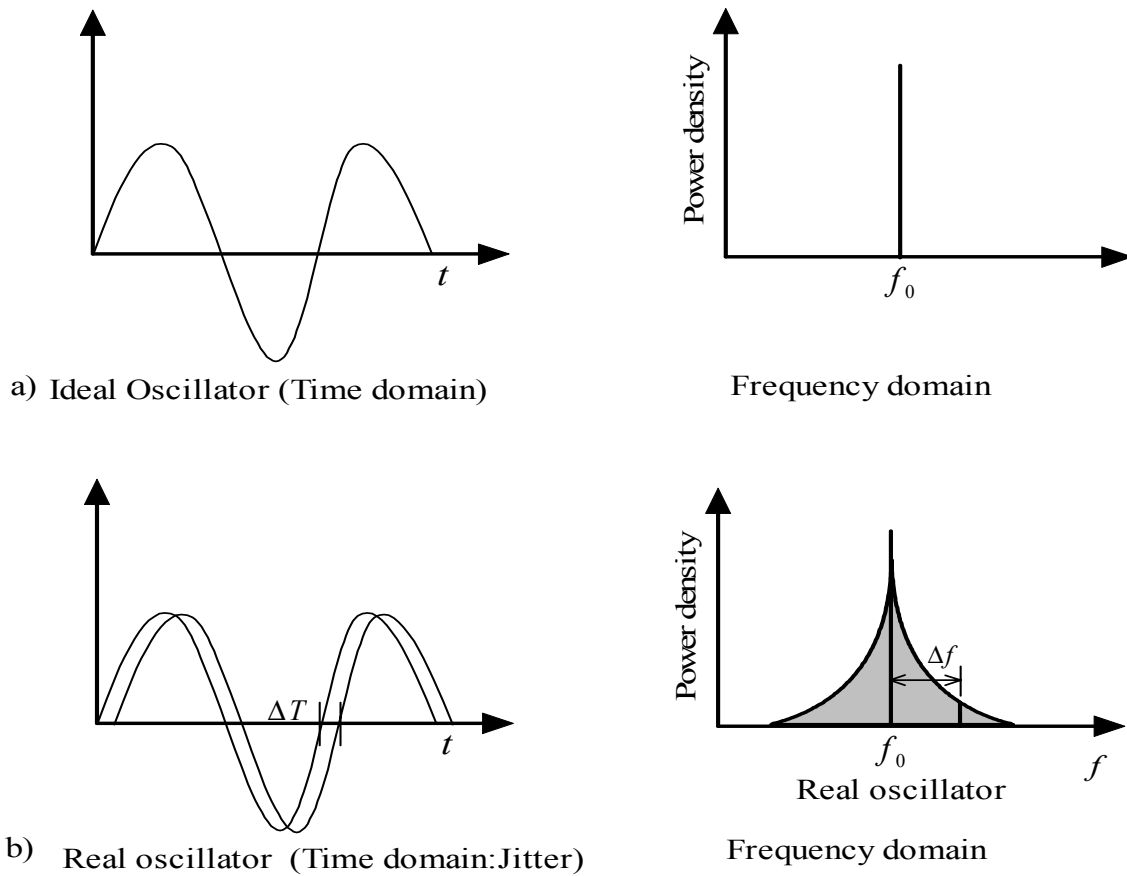 Power density
t
f0
a) Ideal Oscillator (Time domain)
Frequency domain
Power density
ΔT
t
Δf
f0
f
Real oscillator
b) Real oscillator (Time domain:Jitter)
Frequency domain